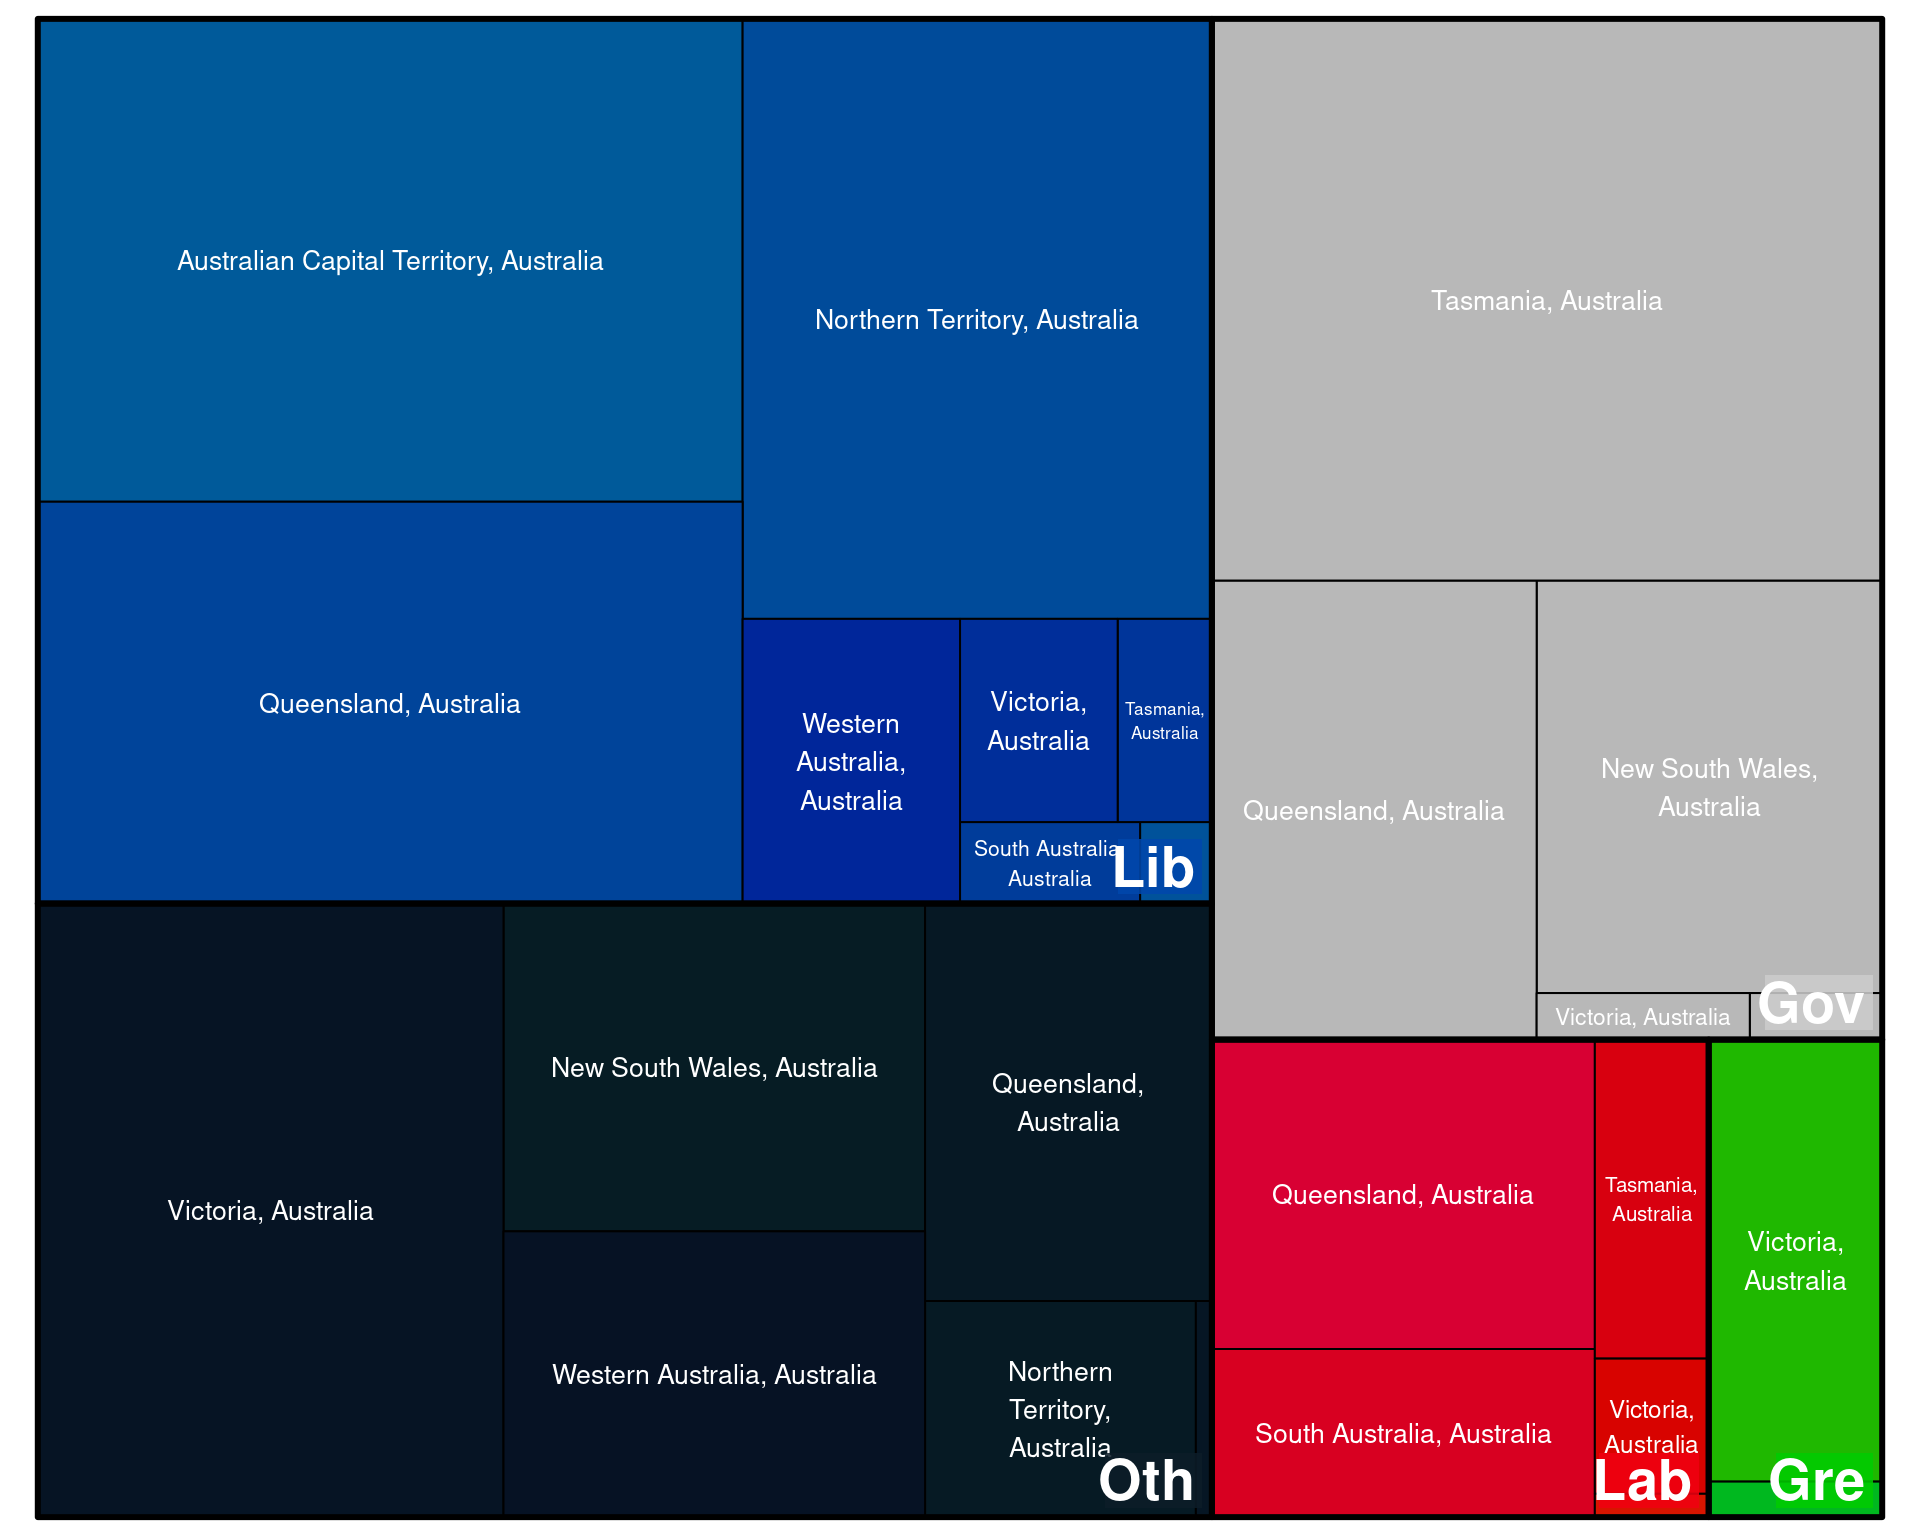 Australian Capital Territory, Australia
Northern Territory, Australia
Queensland, Australia
Western
Australia,
Australia
Victoria,
Australia
Tasmania,
Australia
South Australia
Australia
Lib
Tasmania, Australia
Queensland, Australia
New South Wales,
Australia
Victoria, Australia
Gov
Victoria, Australia
New South Wales, Australia
Western Australia, Australia
Queensland,
Australia
Northern
Territory,
Australia
Oth
Queensland, Australia
South Australia, Australia
Tasmania,
Australia
Victoria,
Australia
Lab
Victoria,
Australia
Gre